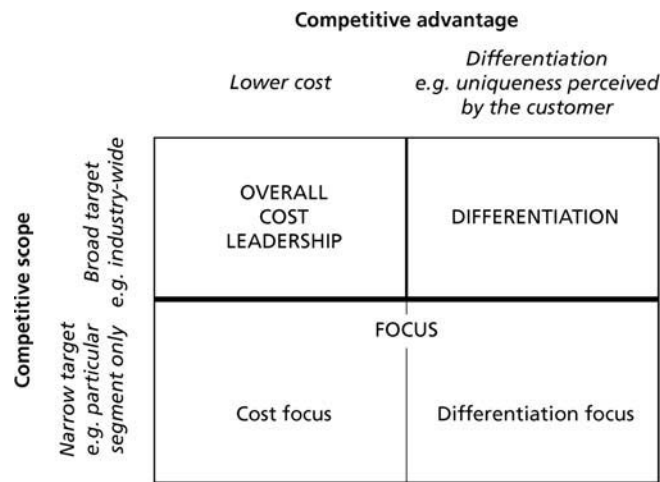 Competitive advantage
Lower cost
Differentiation
e.g. uniqueness perceived
by the customer
Competitive scope
Broad target
e.g. industry-wide
OVERALL
COST
LEADERSHIP
DIFFERENTIATION
Narrow target
e.g. particular
segment only
FOCUS
Cost focus
Differentiation focus